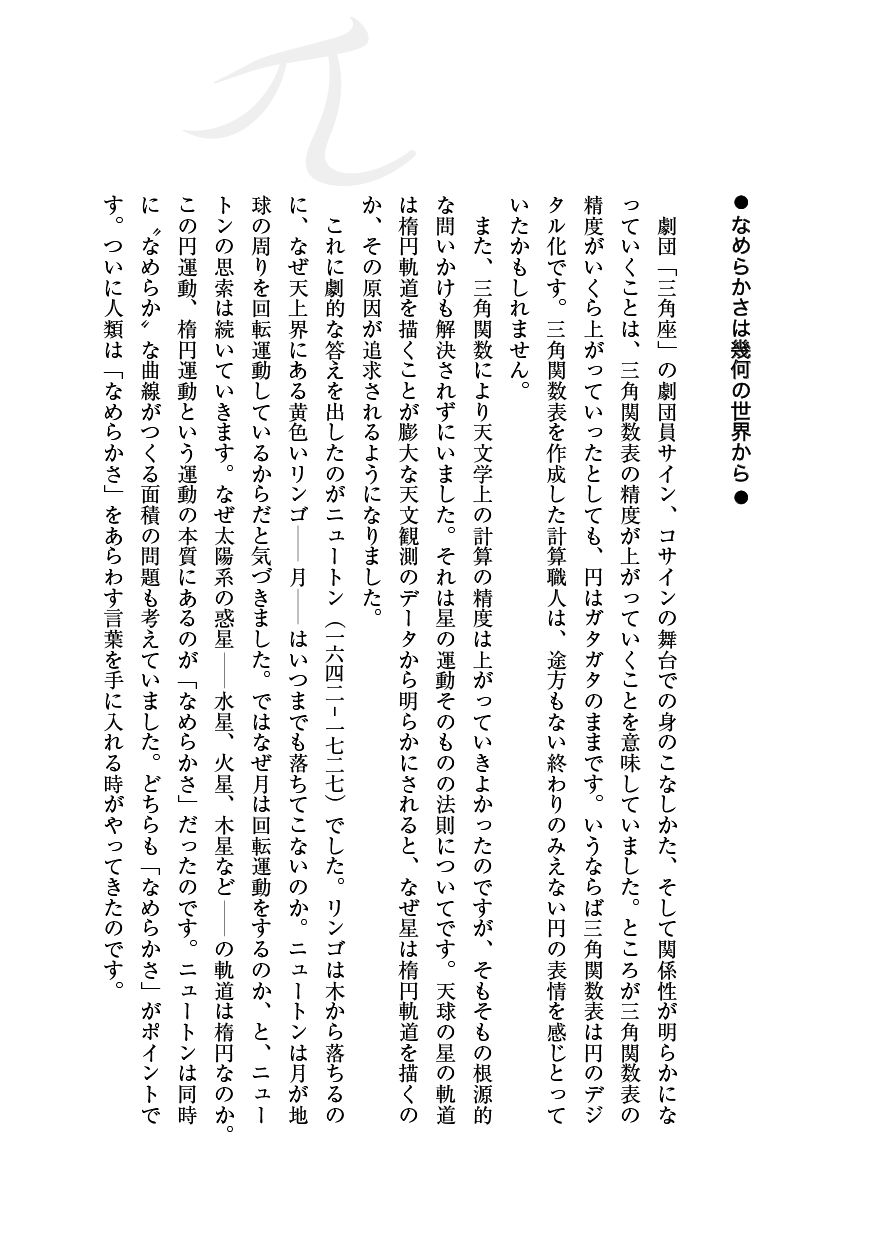 ●なめらかさは幾何の世界から●
劇団「三角座」の劇団員サイン、コサインの舞台での身のこなしかた、そして関係性が明らかにな
っていくことは、三角関数表の精度が上がっていくことを意味していました。ところが三角関数表の
精度がいくら上がっていったとしても、円はガタガタのままです。いうならば三角関数表は円のデジ
タル化です。三角関数表を作成した計算職人は、途方もない終わりのみえない円の表情を感じとって
いたかもしれません。
また、三角関数により天文学上の計算の精度は上がっていきよかったのですが、そもそもの根源的
な問いかけも解決されずにいました。それは星の運動そのものの法則についてです。天球の星の軌道
は楕円軌道を描くことが膨大な天文観測のデータから明らかにされると、なぜ星は楕円軌道を描くの
か、その原因が追求されるようになりました。
これに劇的な答えを出したのがニュートン（一六四二－一七二七）でした。リンゴは木から落ちるの
に、なぜ天上界にある黄色いリンゴ――月――はいつまでも落ちてこないのか。ニュートンは月が地
球の周りを回転運動しているからだと気づきました。ではなぜ月は回転運動をするのか、と、ニュー
トンの思索は続いていきます。なぜ太陽系の惑星――水星、火星、木星など――の軌道は楕円なのか。
この円運動、楕円運動という運動の本質にあるのが「なめらかさ」だったのです。ニュートンは同時
に〝なめらか〟な曲線がつくる面積の問題も考えていました。どちらも「なめらかさ」がポイントで
す。ついに人類は「なめらかさ」をあらわす言葉を手に入れる時がやってきたのです。
π